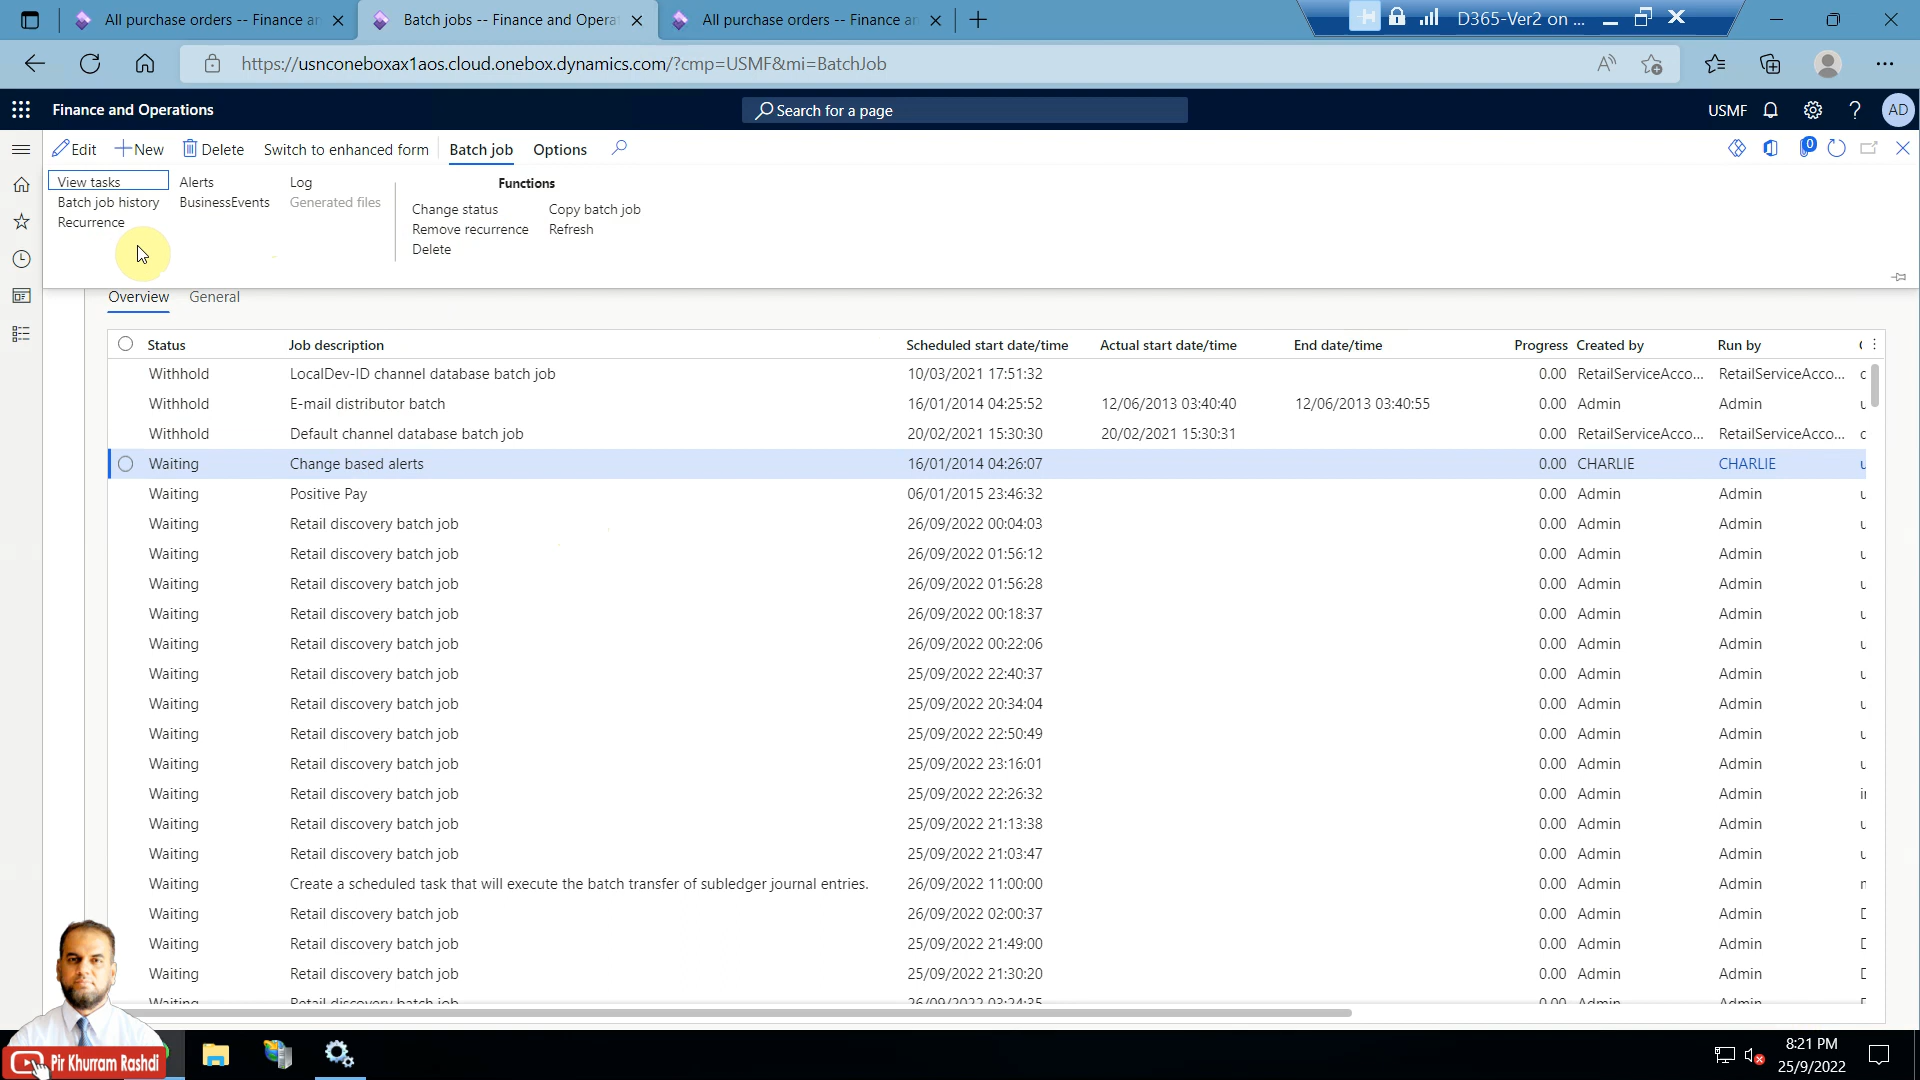 All purchase orders -- Finance ar
Batch jobs -- Finance and Opera
All purchase orders -- Finance an
D365-Ver2 on ...
https://usnconeboxax1aos.cloud.onebox.dynamics.com/?cmp=USMF&mi=BatchJob
Finance and Operations
Search for a page
USMF
AD
Edit
New
Delete
Switch to enhanced form
Batch job
Options
0
View tasks
Alerts
Log
Functions
Batch job history
BusinessEvents
Generated files
Change status
Copy batch job
Recurrence
Remove recurrence
Refresh
Delete
Overview General
Status Job description Scheduled start date/time Actual start date/time End date/time Progress Created by Run by
Withhold LocalDev-ID channel database batch job 10/03/2021 17:51:32 0.00 RetailServiceAcco... RetailServiceAcco...
Withhold E-mail distributor batch 16/01/2014 04:25:52 12/06/2013 03:40:40 12/06/2013 03:40:55 0.00 Admin Admin
Withhold Default channel database batch job 20/02/2021 15:30:30 20/02/2021 15:30:31 0.00 RetailServiceAcco... RetailServiceAcco...
Waiting Change based alerts 16/01/2014 04:26:07 0.00 CHARLIE CHARLIE
Waiting Positive Pay 06/01/2015 23:46:32 0.00 Admin Admin
Waiting Retail discovery batch job 26/09/2022 00:04:03 0.00 Admin Admin
Waiting Retail discovery batch job 26/09/2022 01:56:12 0.00 Admin Admin
Waiting Retail discovery batch job 26/09/2022 01:56:28 0.00 Admin Admin
Waiting Retail discovery batch job 26/09/2022 00:18:37 0.00 Admin Admin
Waiting Retail discovery batch job 26/09/2022 00:22:06 0.00 Admin Admin
Waiting Retail discovery batch job 25/09/2022 22:40:37 0.00 Admin Admin
Waiting Retail discovery batch job 25/09/2022 20:34:04 0.00 Admin Admin
Waiting Retail discovery batch job 25/09/2022 22:50:49 0.00 Admin Admin
Waiting Retail discovery batch job 25/09/2022 23:16:01 0.00 Admin Admin
Waiting Retail discovery batch job 25/09/2022 22:26:32 0.00 Admin Admin
Waiting Retail discovery batch job 25/09/2022 21:13:38 0.00 Admin Admin
Waiting Retail discovery batch job 25/09/2022 21:03:47 0.00 Admin Admin
Waiting Create a scheduled task that will execute the batch transfer of subledger journal entries. 26/09/2022 11:00:00 0.00 Admin Admin
Waiting Retail discovery batch job 26/09/2022 02:00:37 0.00 Admin Admin
Waiting Retail discovery batch job 25/09/2022 21:49:00 0.00 Admin Admin
Waiting Retail discovery batch job 25/09/2022 21:30:20 0.00 Admin Admin
Waiting Retail discovery batch job 26/09/2022 03:24:35 0.00 Admin Admin
Pir Khurram Rashdi
8:21 PM
25/9/2022